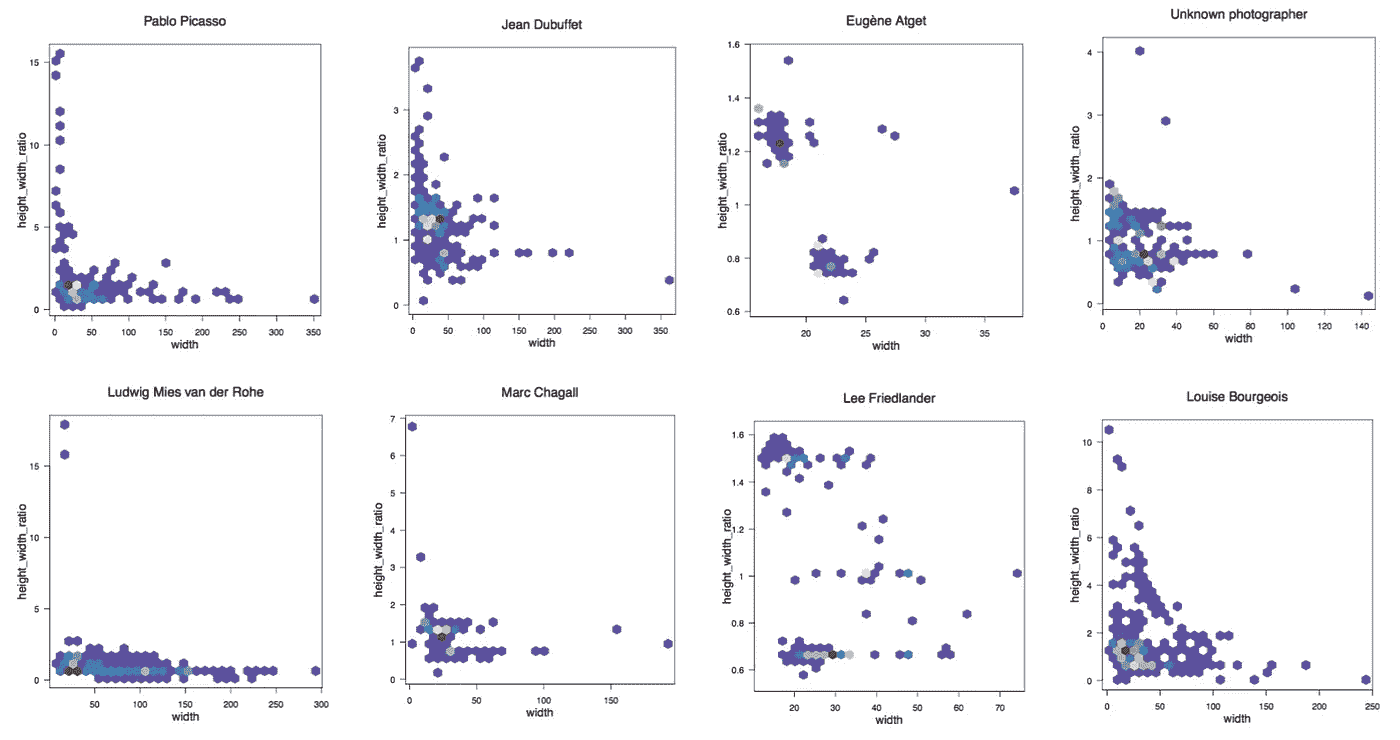 Pablo Picasso
height_width_ratio
15
10
5
0
0 50 100 150 200 250 300 350
width
Jean Dubuffet
height_width_ratio
3
2
1
0
0 50 100 150 200 250 300 350
width
Eugène Atget
height_width_ratio
1.6
1.4
1.2
1
0.8
0.6
20 25 30 35
width
Unknown photographer
height_width_ratio
4
3
2
1
0
0 20 40 60 80 100 120 140
width
Ludwig Mies van der Rohe
height_width_ratio
15
5
0
50 100 150 200 250 300
width
Marc Chagall
height_width_ratio
7
6
5
4
3
2
1
0
0 50 100 150
width
Lee Friedlander
height_width_ratio
1.6
1.4
1.2
1
0.8
0.6
20 30 40 50 60 70
width
Louise Bourgeois
height_width_ratio
10
8
6
4
2
0
0 50 100 150 200 250
width